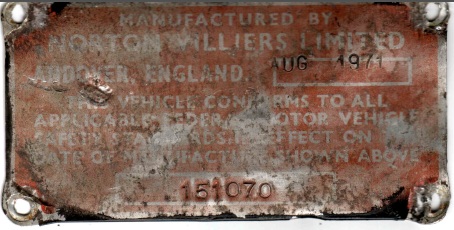 MANUFACTURED BY
NORTON VILLIERS LIMITED
ANDOVER, ENGLAND. AUG 1971
THIS VEHICLE CONFORMS TO ALL
APPLICABLE FEDERAL MOTOR VEHICLE
SAFETY STANDARDS IN EFFECT ON THE
DATE OF MANUFACTURE SHOWN ABOVE
151070